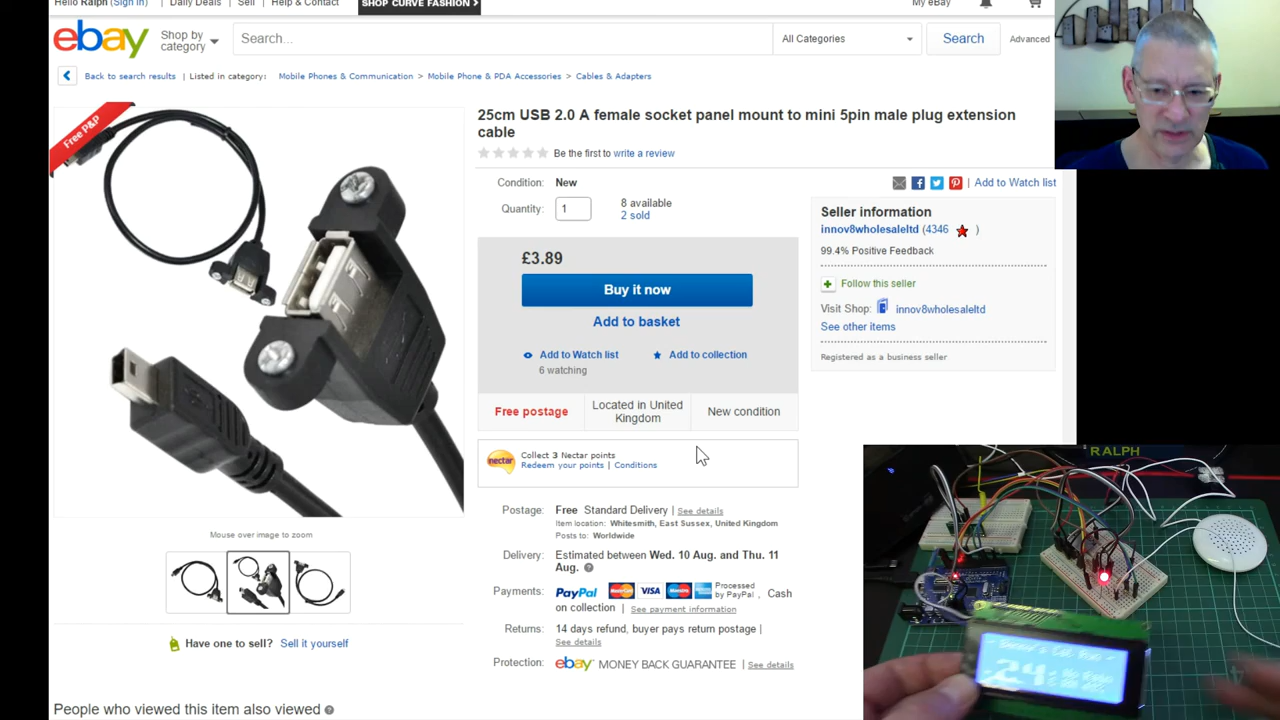 Hello Ralph (Sign in) | Daily Deals | Sell | Help & Contact
SHOP CURVE FASHION >
My eBay
ebay
Shop by
category
Search...
All Categories
Search
Advanced
Back to search results | Listed in category: Mobile Phones & Communication > Mobile Phone & PDA Accessories > Cables & Adapters
Free P&P
25cm USB 2.0 A female socket panel mount to mini 5pin male plug extension
cable
Be the first to write a review
Condition: New
Quantity: 1
8 available
2 sold
£3.89
Buy it now
Add to basket
Add to Watch list
Add to collection
6 watching
Free postage
Located in United
Kingdom
New condition
nectar
Collect 3 Nectar points
Redeem your points | Conditions
Postage: Free Standard Delivery | See details
Item location: Whitesmith, East Sussex, United Kingdom
Posts to: Worldwide
Delivery: Estimated between Wed. 10 Aug. and Thu. 11
Aug.
Payments: PayPal MasterCard VISA Maestro Processed
by PayPal , Cash
on collection | See payment information
Returns: 14 days refund, buyer pays return postage |
See details
Protection: ebay MONEY BACK GUARANTEE | See details
| Add to Watch list
Seller information
innov8wholesaleltd (4346 )
99.4% Positive Feedback
Follow this seller
Visit Shop: innov8wholesaleltd
See other items
Registered as a business seller
Mouse over image to zoom
Have one to sell? Sell it yourself
People who viewed this item also viewed
RALPH
24